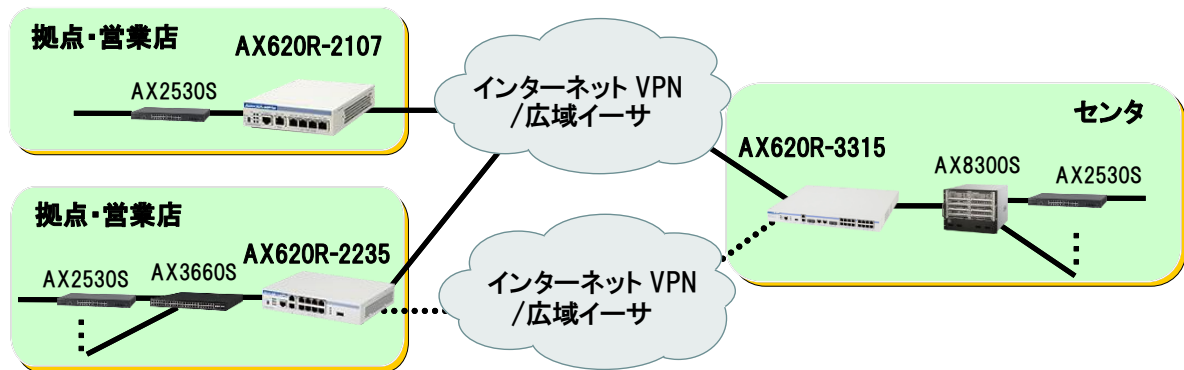 拠点・営業店
AX620R-2107
AX2530S
インターネット VPN
/広域イーサ
センタ
AX620R-3315
AX8300S
AX2530S
拠点・営業店
AX620R-2235
AX2530S
AX3660S
インターネット VPN
/広域イーサ